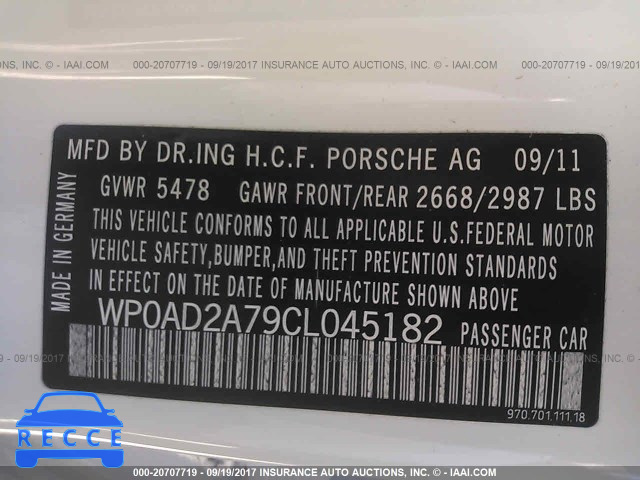 000-20707719 - 09/19/2017 INSURANCE AUTO AUCTIONS, INC. - © IAAI.COM
MFD BY DR.ING H.C.F. PORSCHE AG 09/11
GVWR 5478 GAWR FRONT/REAR 2668/2987 LBS
THIS VEHICLE CONFORMS TO ALL APPLICABLE U.S.FEDERAL MOTOR
VEHICLE SAFETY,BUMPER,AND THEFT PREVENTION STANDARDS
IN EFFECT ON THE DATE OF MANUFACTURE SHOWN ABOVE
MADE IN GERMANY
WP0AD2A79CL045182 PASSENGER CAR
970.701.111.18
000-20707719 - 09/19/2017 INSURANCE AUTO AUCTIONS, INC. - © IAAI.COM